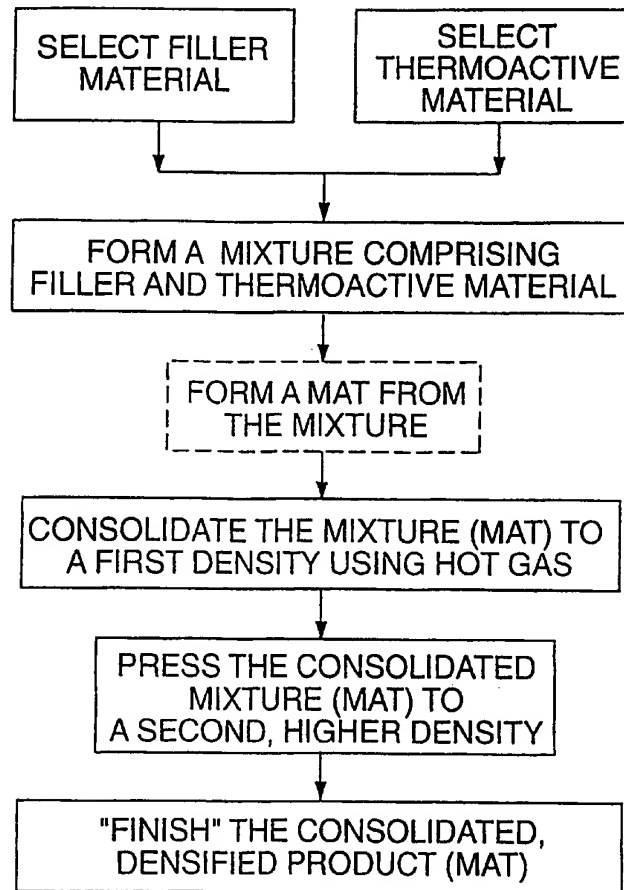 SELECT FILLER
MATERIAL
SELECT
THERMOACTIVE
MATERIAL
FORM A MIXTURE COMPRISING
FILLER AND THERMOACTIVE MATERIAL
FORM A MAT FROM
THE MIXTURE
CONSOLIDATE THE MIXTURE (MAT) TO
A FIRST DENSITY USING HOT GAS
PRESS THE CONSOLIDATED
MIXTURE (MAT) TO
A SECOND, HIGHER DENSITY
"FINISH" THE CONSOLIDATED,
DENSIFIED PRODUCT (MAT)